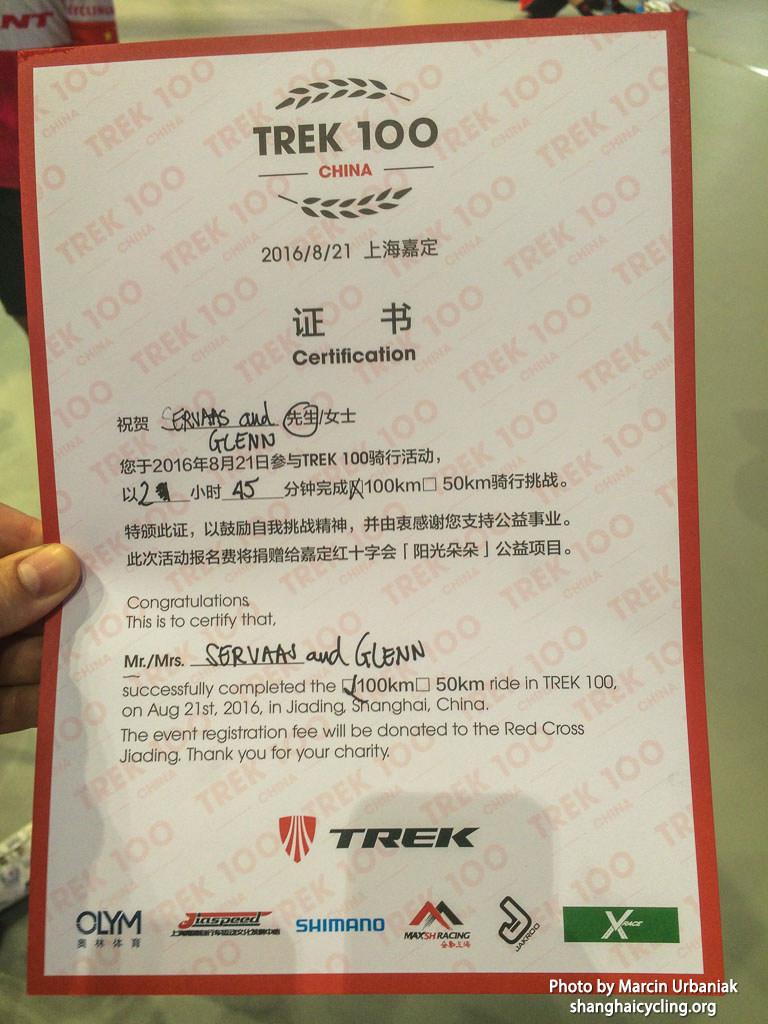 NT
TREK 100
CHINA
2016/8/21 上海嘉定
证 书
Certification
祝贺 SERVAAS and 先生/女士
GLENN
您于2016年8月21日参与TREK 100骑行活动，
以2 小时 45 分钟完成☑100km□ 50km骑行挑战。
特颁此证，以鼓励自我挑战精神，并由衷感谢您支持公益事业。
此次活动报名费将捐赠给嘉定红十字会「阳光朵朵」公益项目。
Congratulations
This is to certify that,
Mr./Mrs. SERVAAS and GLENN
successfully completed the ☑100km□ 50km ride in TREK 100,
on Aug 21st, 2016, in Jiading, Shanghai, China.
The event registration fee will be donated to the Red Cross
Jiading. Thank you for your charity.
TREK
OLYM
奥林体育
Jiaspeed
SHIMANO
MAXSH RACING
JAKROO
X-RACE
Photo by Marcin Urbaniak
shanghaicycling.org